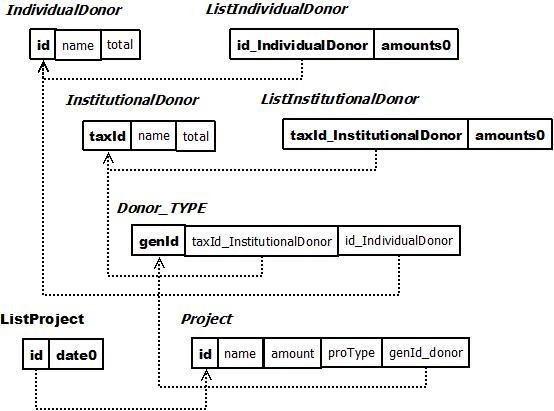 IndividualDonor ListIndividualDonor
id name total id_IndividualDonor amounts0
InstitutionalDonor ListInstitutionalDonor
taxId name total taxId_InstitutionalDonor amounts0
Donor_TYPE
genId taxId_InstitutionalDonor id_IndividualDonor
ListProject Project
id date0 id name amount proType genId_donor